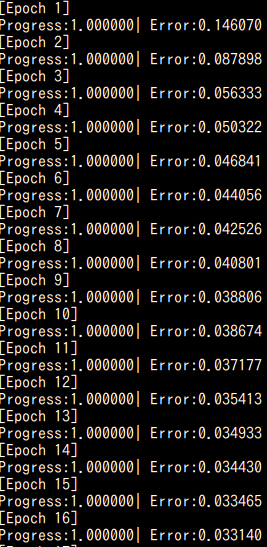 [Epoch 1]
Progress:1.000000| Error:0.146070
[Epoch 2]
Progress:1.000000| Error:0.087898
[Epoch 3]
Progress:1.000000| Error:0.056333
[Epoch 4]
Progress:1.000000| Error:0.050322
[Epoch 5]
Progress:1.000000| Error:0.046841
[Epoch 6]
Progress:1.000000| Error:0.044056
[Epoch 7]
Progress:1.000000| Error:0.042526
[Epoch 8]
Progress:1.000000| Error:0.040801
[Epoch 9]
Progress:1.000000| Error:0.038806
[Epoch 10]
Progress:1.000000| Error:0.038674
[Epoch 11]
Progress:1.000000| Error:0.037177
[Epoch 12]
Progress:1.000000| Error:0.035413
[Epoch 13]
Progress:1.000000| Error:0.034933
[Epoch 14]
Progress:1.000000| Error:0.034430
[Epoch 15]
Progress:1.000000| Error:0.033465
[Epoch 16]
Progress:1.000000| Error:0.033140